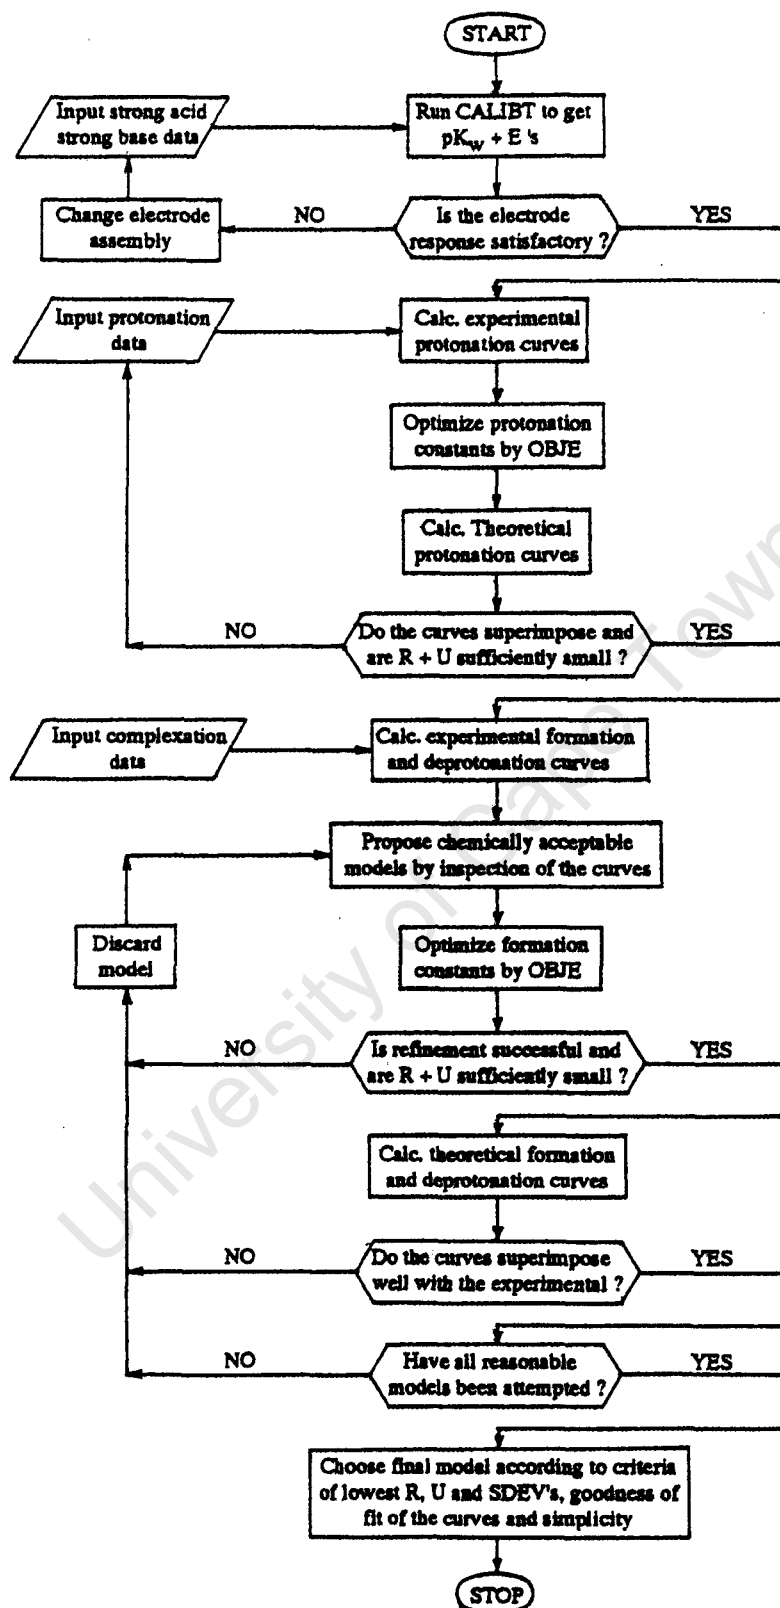 START
Input strong acid
strong base data
Run CALIBT to get
pKw + E 's
Change electrode
assembly
NO
Is the electrode
response satisfactory ?
YES
Input protonation
data
Calc. experimental
protonation curves
Optimize protonation
constants by OBJE
Calc. Theoretical
protonation curves
NO
Do the curves superimpose and
are R + U sufficiently small ?
YES
Input complexation
data
Calc. experimental formation
and deprotonation curves
Propose chemically acceptable
models by inspection of the curves
Discard
model
Optimize formation
constants by OBJE
NO
Is refinement successful and
are R + U sufficiently small ?
YES
Calc. theoretical formation
and deprotonation curves
NO
Do the curves superimpose
well with the experimental ?
YES
NO
Have all reasonable
models been attempted ?
YES
Choose final model according to criteria
of lowest R, U and SDEV's, goodness of
fit of the curves and simplicity
STOP
University of Cape Town